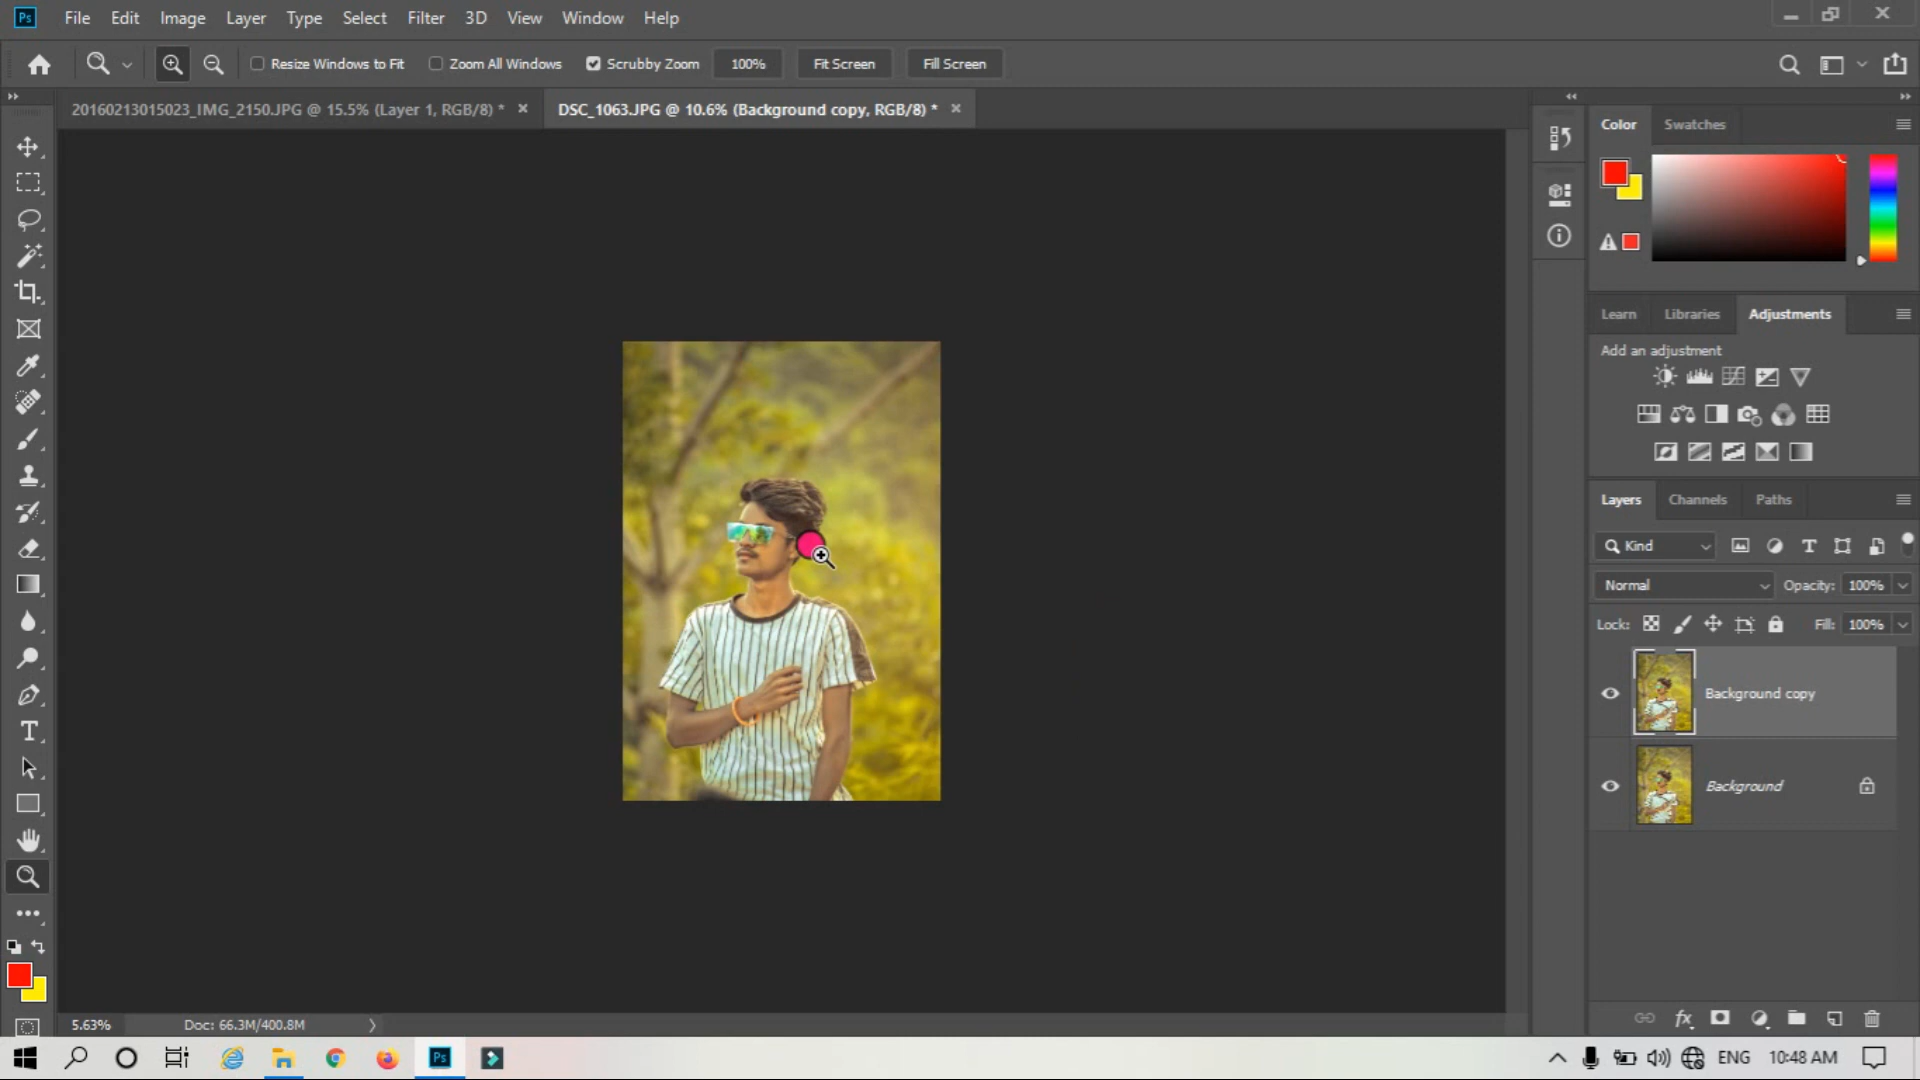 Ps File Edit Image Layer Type Select Filter 3D View Window Help
Resize Windows to Fit Zoom All Windows Scrubby Zoom 100% Fit Screen Fill Screen
20160213015023_IMG_2150.JPG @ 15.5% (Layer 1, RGB/8) * DSC_1063.JPG @ 10.6% (Background copy, RGB/8) *
Color Swatches
Learn Libraries Adjustments
Add an adjustment
Layers Channels Paths
Kind
Normal Opacity: 100%
Lock: Fill: 100%
Background copy
Background
5.63% Doc: 66.3M/400.8M
Ps ENG 10:48 AM